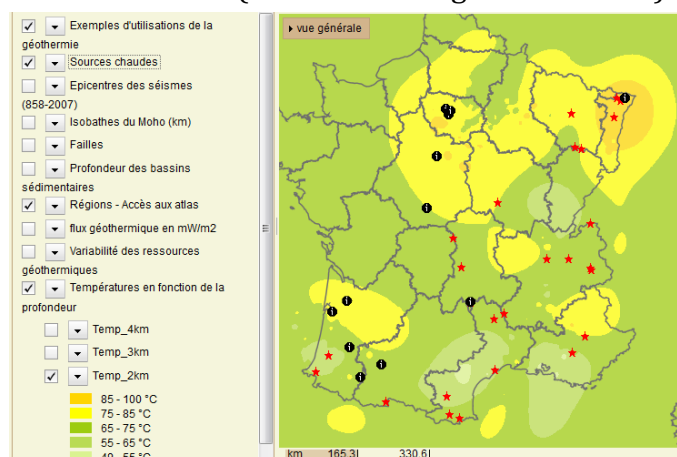 Exemples d'utilisations de la
géothermie
Sources chaudes
Epicentres des séismes
(858-2007)
Isobathes du Moho (km)
Failles
Profondeur des bassins
sédimentaires
Régions - Accès aux atlas
flux géothermique en mW/m2
Variabilité des ressources
géothermiques
Températures en fonction de la
profondeur
Temp_4km
Temp_3km
Temp_2km
85 - 100 °C
75 - 85 °C
65 - 75 °C
55 - 65 °C
vue générale
km 165.3| 330.6|